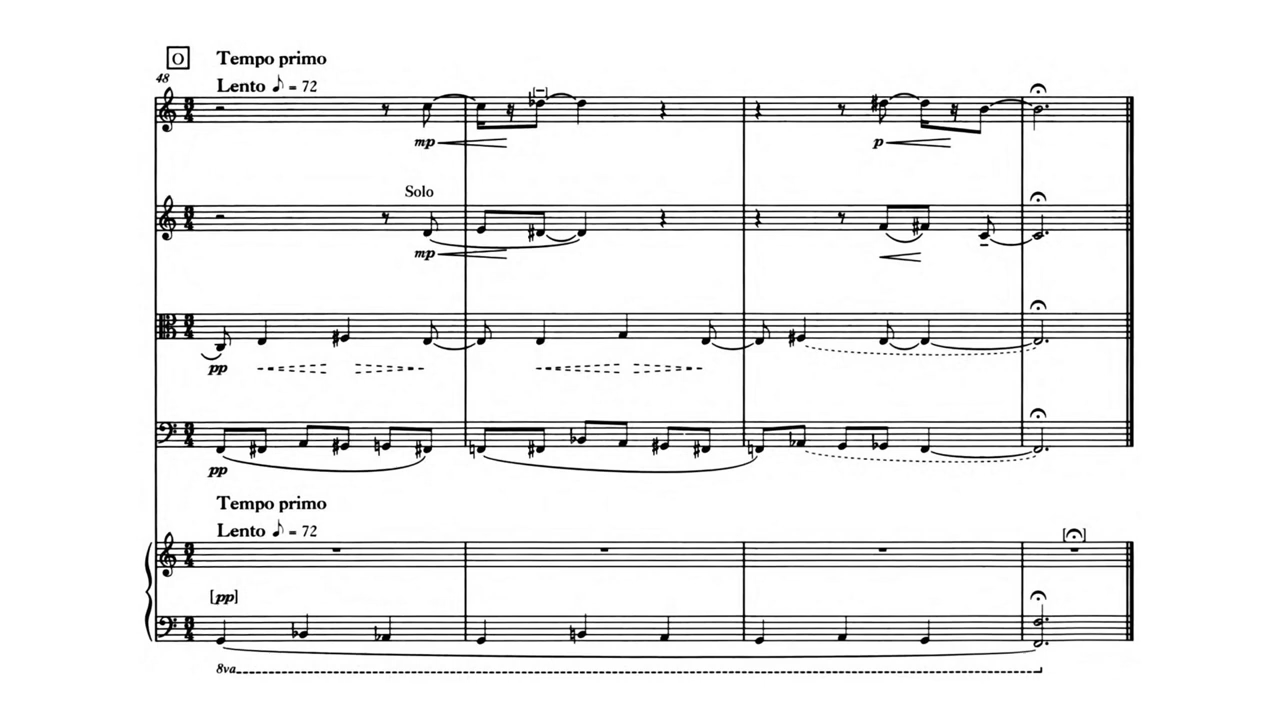 O Tempo primo
48
Lento ♪ = 72
mp
p
Solo
mp
pp
pp
Tempo primo
Lento ♪ = 72
[pp]
8va